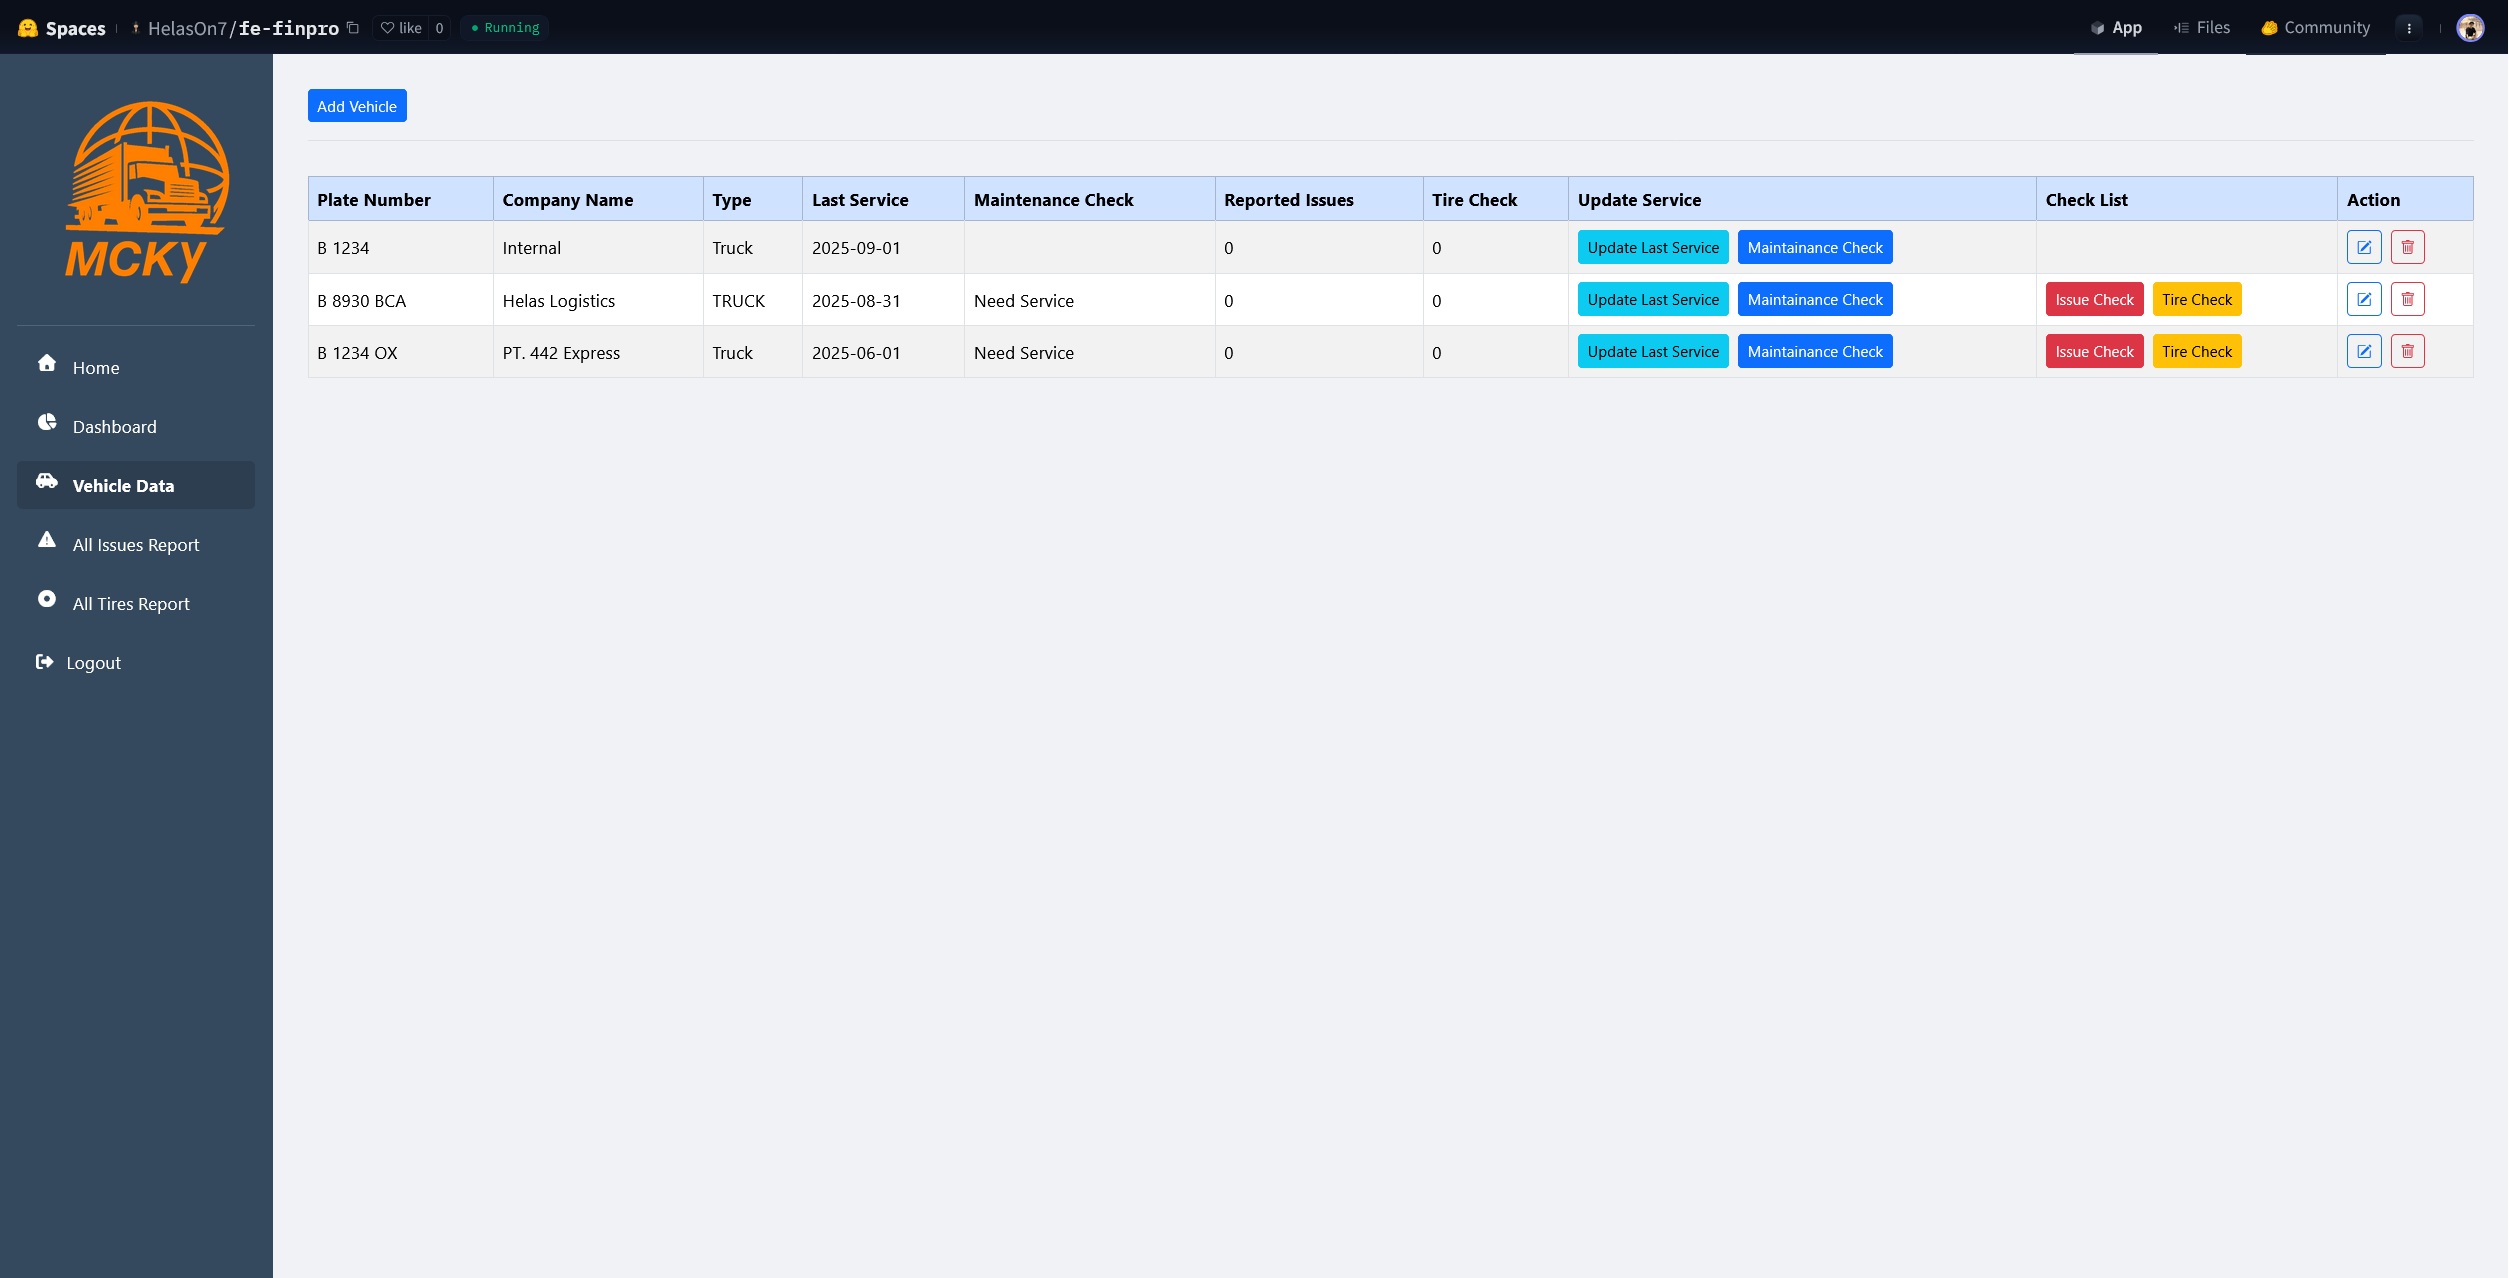 Spaces HelasOn7/fe-finpro like 0 Running App Files Community
MCKY
Home
Dashboard
Vehicle Data
All Issues Report
All Tires Report
Logout
Add Vehicle
Plate Number Company Name Type Last Service Maintenance Check Reported Issues Tire Check Update Service Check List Action
B 1234 Internal Truck 2025-09-01 0 0 Update Last Service Maintainance Check
B 8930 BCA Helas Logistics TRUCK 2025-08-31 Need Service 0 0 Update Last Service Maintainance Check Issue Check Tire Check
B 1234 OX PT. 442 Express Truck 2025-06-01 Need Service 0 0 Update Last Service Maintainance Check Issue Check Tire Check